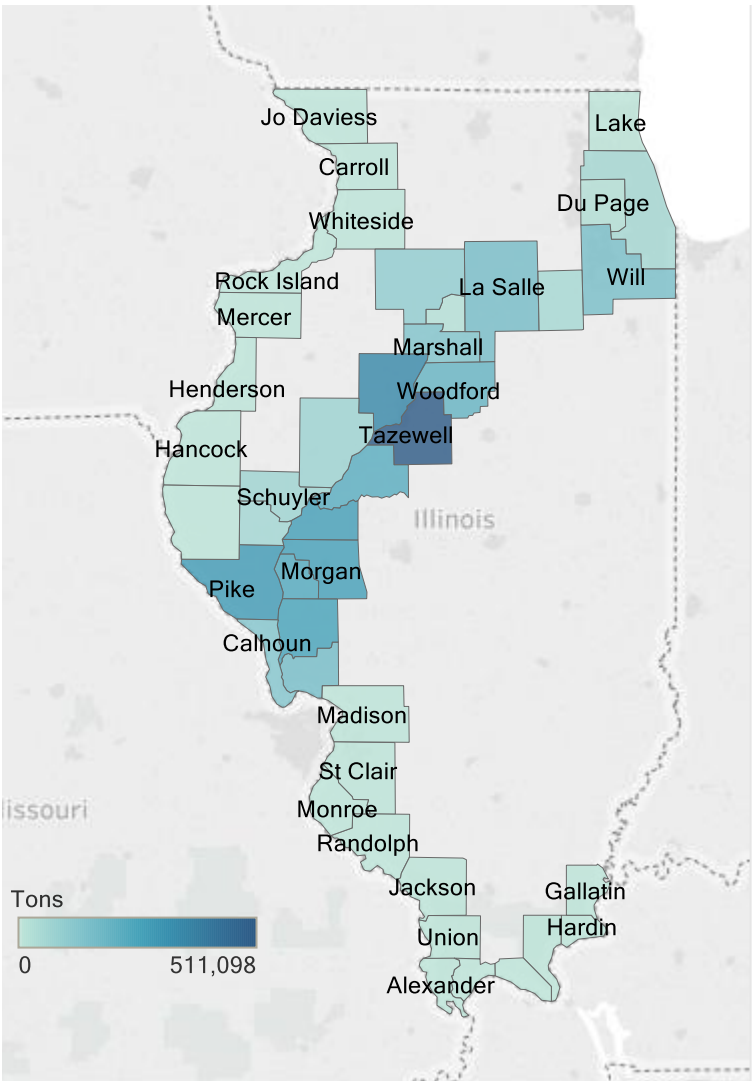 Jo Daviess
Lake
Carroll
Du Page
Whiteside
Will
Rock Island
La Salle
Mercer
Marshall
Henderson
Woodford
Tazewell
Hancock
Schuyler
Illinois
Morgan
Pike
Calhoun
Madison
St Clair
Monroe
issouri
Randolph
Jackson
Gallatin
Tons
Hardin
Union
0
511,098
Alexander